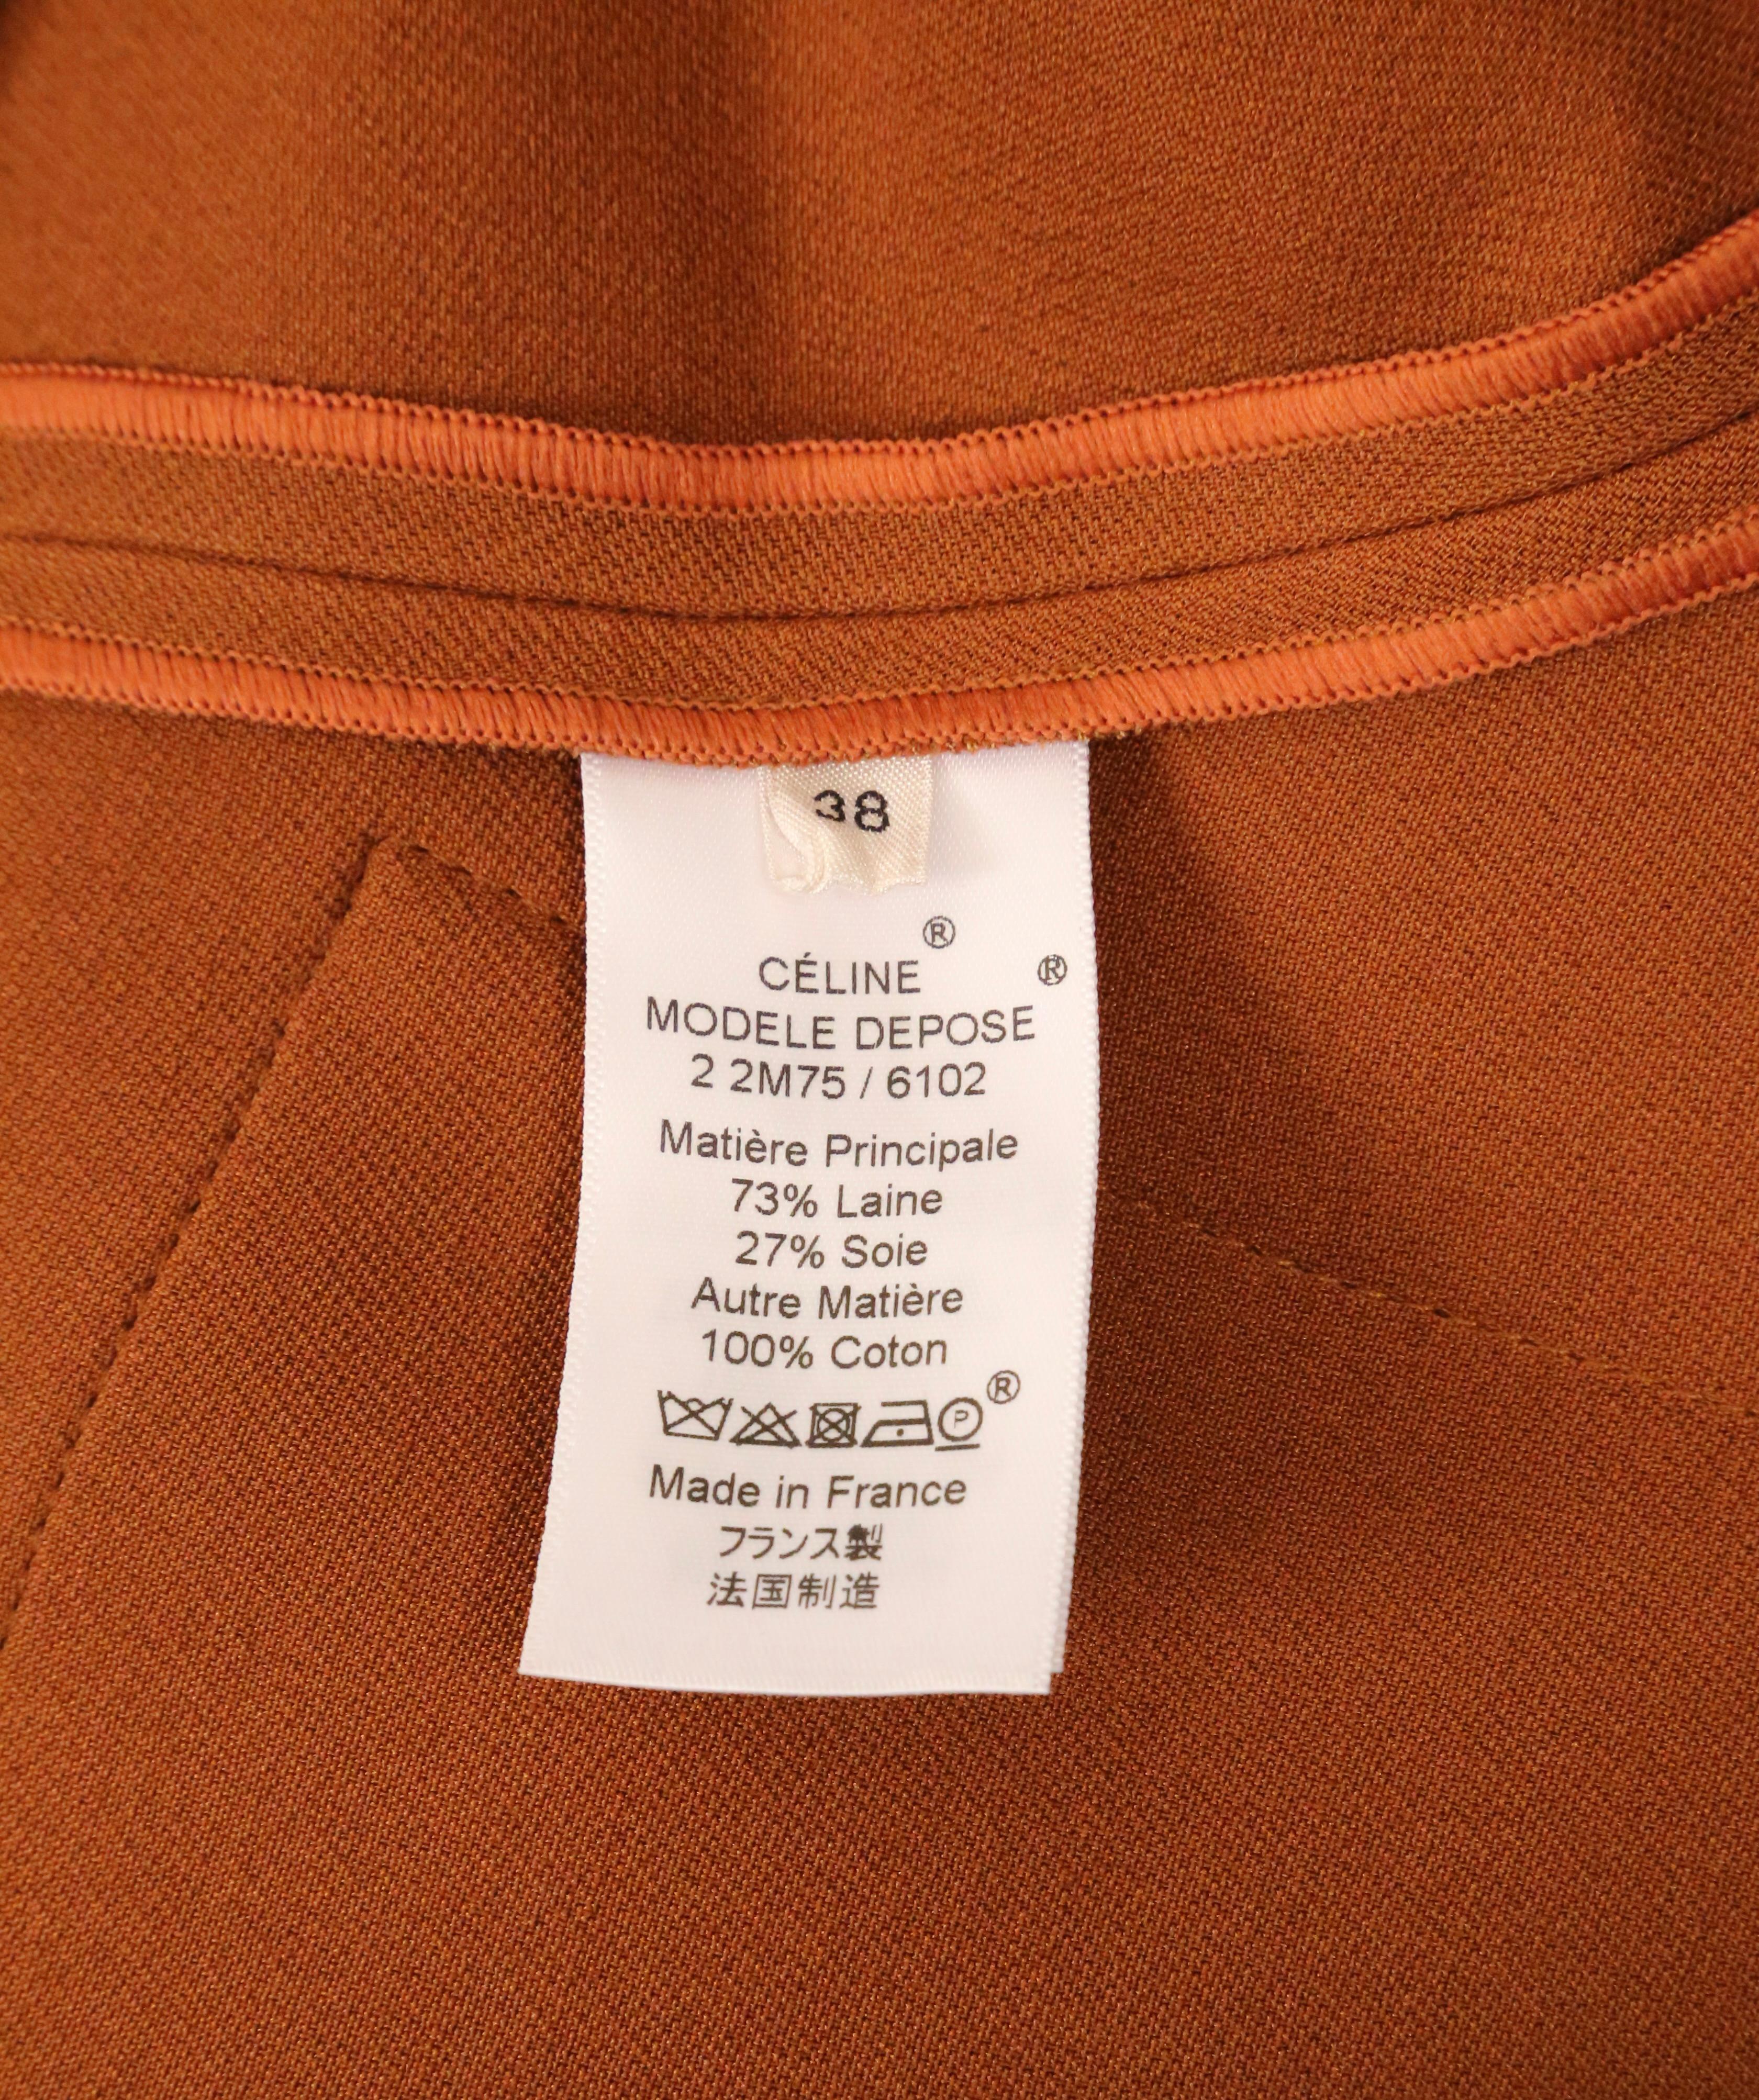 38
®
CÉLINE ®
MODELE DEPOSE
2 2M75 / 6102
Matière Principale
73% Laine
27% Soie
Autre Matière
100% Coton
®
P
Made in France
フランス製
法国制造